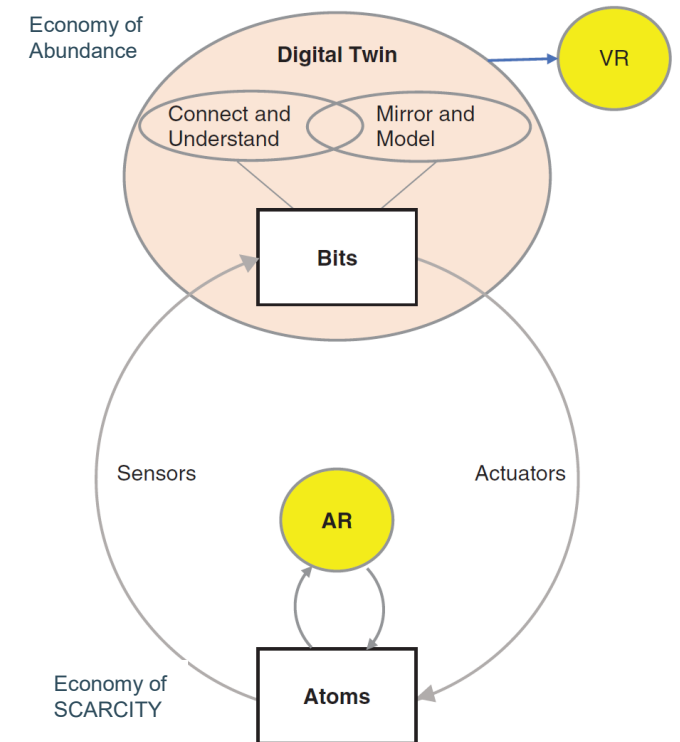 Economy of
Abundance
Digital Twin
VR
Connect and
Understand
Mirror and
Model
Bits
Sensors
Actuators
AR
Economy of
SCARCITY
Atoms